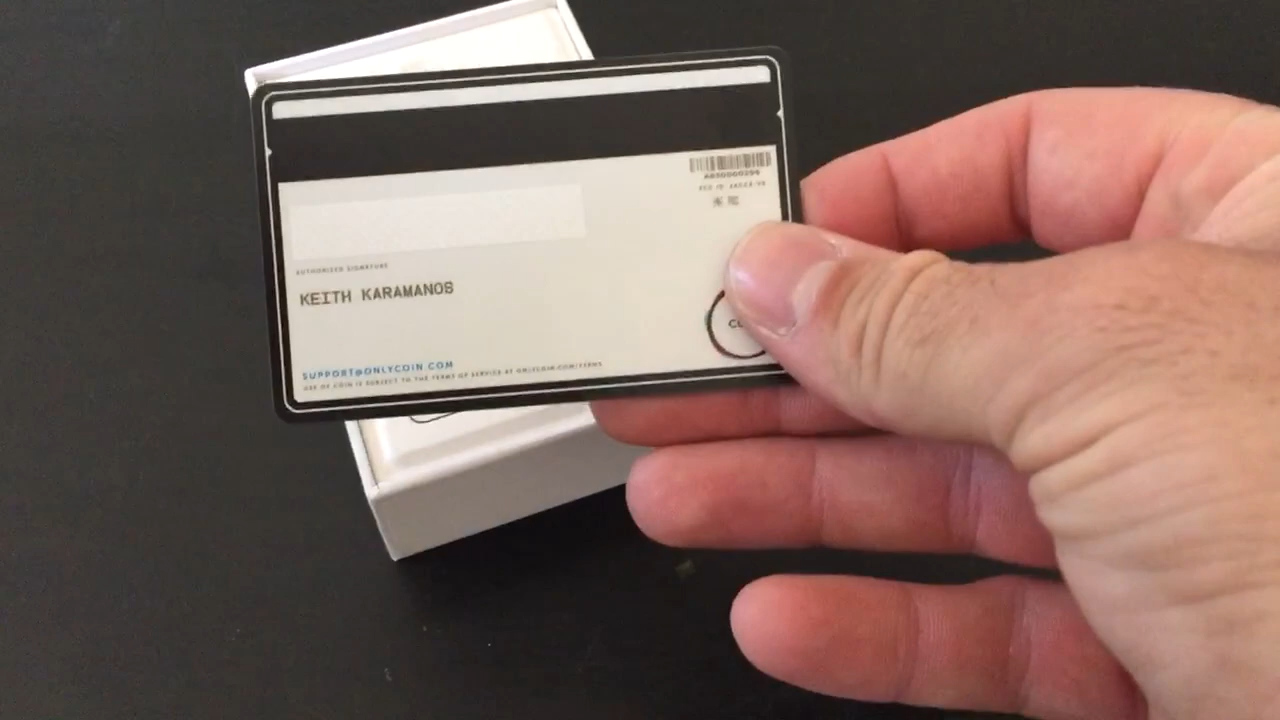 AUTHORIZED SIGNATURE
KEITH KARAMANOS
SUPPORT@ONLYCOIN.COM
USE OF COIN IS SUBJECT TO THE TERMS OF SERVICE AT ONLYCOIN.COM/TERMS